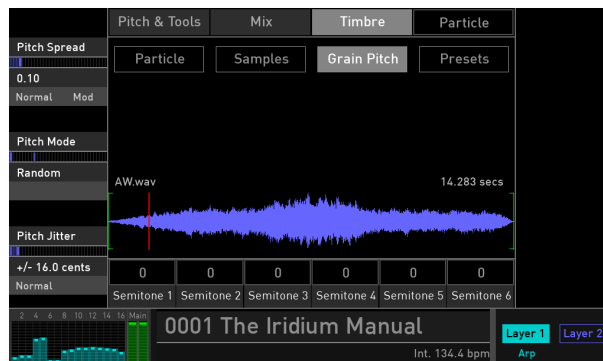 Pitch & Tools Mix Timbre Particle
Particle Samples Grain Pitch Presets
Pitch Spread
0.10
Normal Mod
Pitch Mode
Random
AW.wav 14.283 secs
Pitch Jitter
+/- 16.0 cents
Normal
0 0 0 0 0 0
Semitone 1 Semitone 2 Semitone 3 Semitone 4 Semitone 5 Semitone 6
2 4 6 8 10 12 14 16 Main
0001 The Iridium Manual
Int. 134.4 bpm
Layer 1 Layer 2
Arp